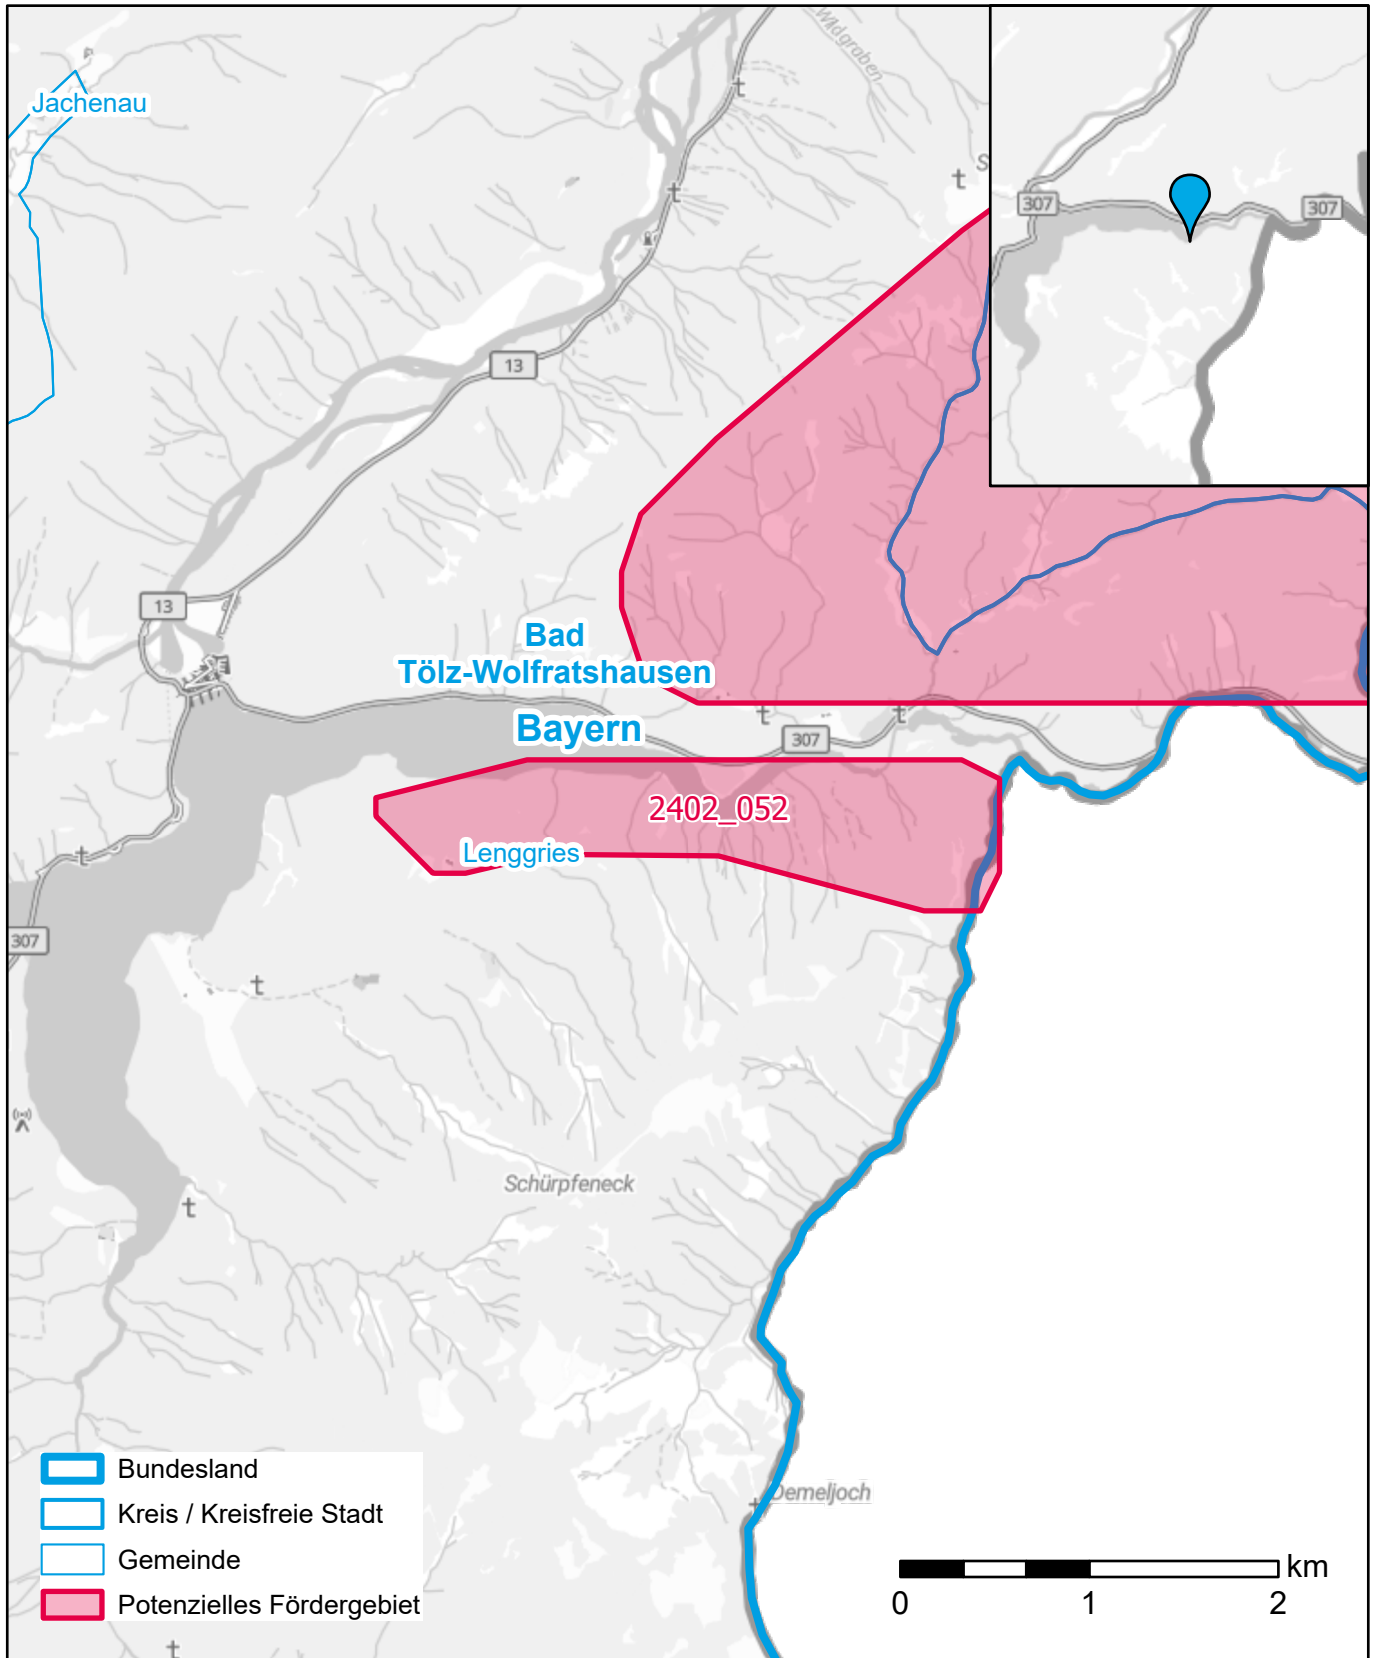 Jachenau
Wildgraben
S
307
307
13
13
Bad
Tölz-Wolfratshausen
Bayern
307
2402_052
Lenggries
307
Schürpfeneck
Demeljoch
Bundesland
Kreis / Kreisfreie Stadt
Gemeinde
Potenzielles Fördergebiet
km
0 1 2